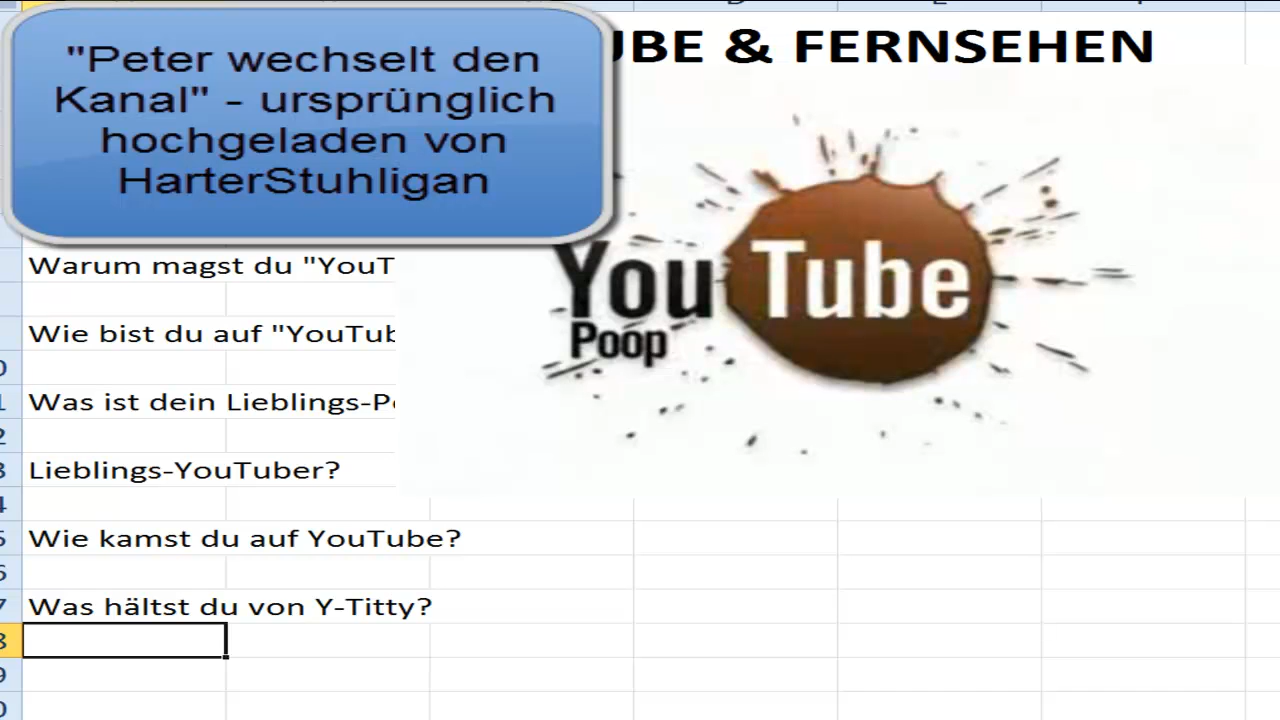 "Peter wechselt den
Kanal" - ursprünglich
hochgeladen von
HarterStuhligan
UBE & FERNSEHEN
YouTube
Poop
Warum magst du "YouT
Wie bist du auf "YouTub
Was ist dein Lieblings-P
Lieblings-YouTuber?
Wie kamst du auf YouTube?
Was hältst du von Y-Titty?